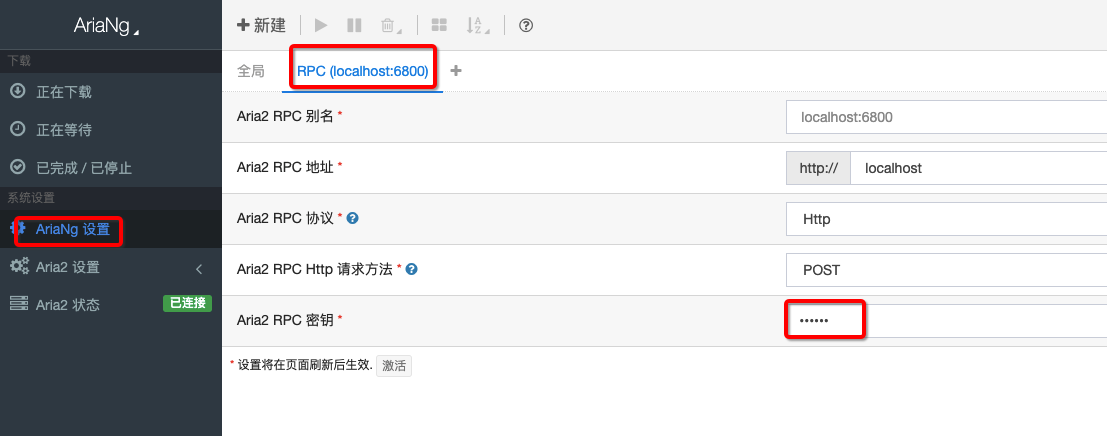 AriaNg
新建
下载
正在下载
正在等待
已完成 / 已停止
系统设置
AriaNg 设置
Aria2 设置
Aria2 状态 已连接
全局 RPC (localhost:6800)
Aria2 RPC 别名 * localhost:6800
Aria2 RPC 地址 * http:// localhost
Aria2 RPC 协议 * Http
Aria2 RPC Http 请求方法 * POST
Aria2 RPC 密钥 * ••••••
* 设置将在页面刷新后生效. 激活